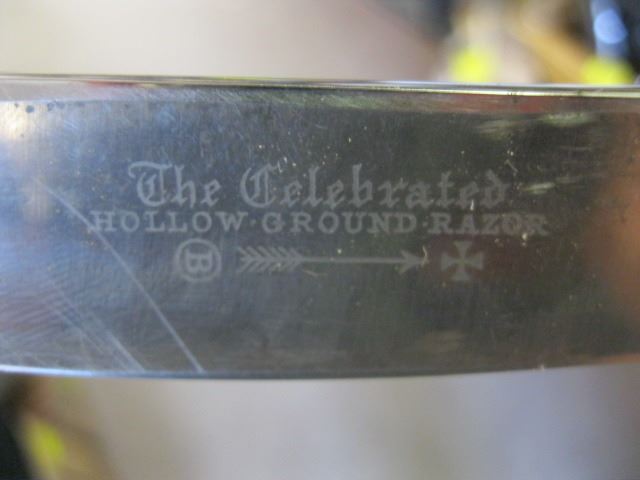 The Celebrated
HOLLOW·GROUND·RAZOR
B